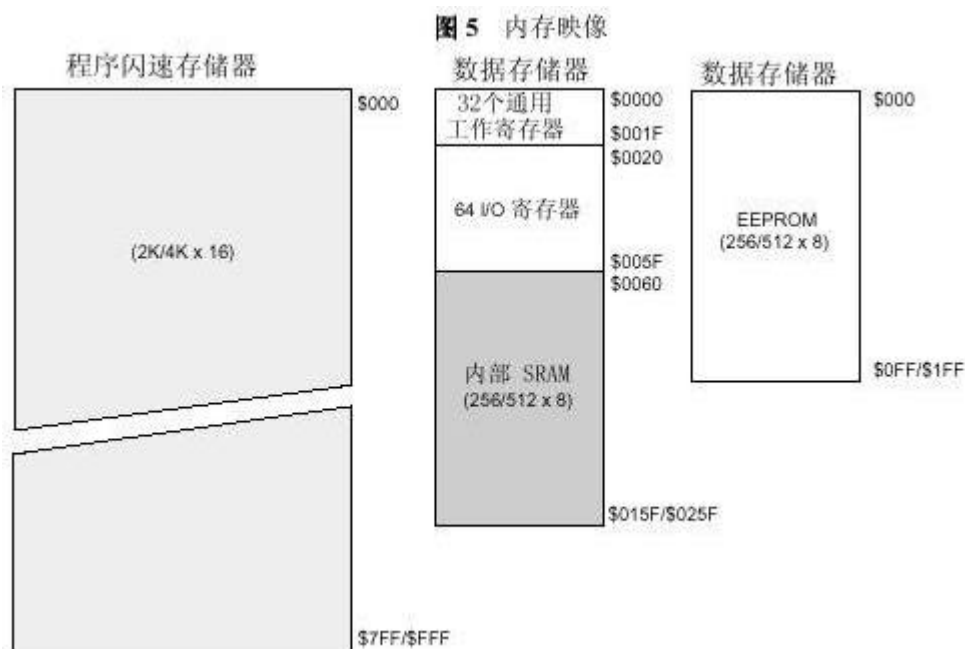 图 5 内存映像
程序闪速存储器
$000
(2K/4K x 16)
$7FF/$FFF
数据存储器
32个通用
工作寄存器
$0000
$001F
$0020
64 I/O 寄存器
$005F
$0060
内部 SRAM
(256/512 x 8)
$015F/$025F
数据存储器
$000
EEPROM
(256/512 x 8)
$0FF/$1FF